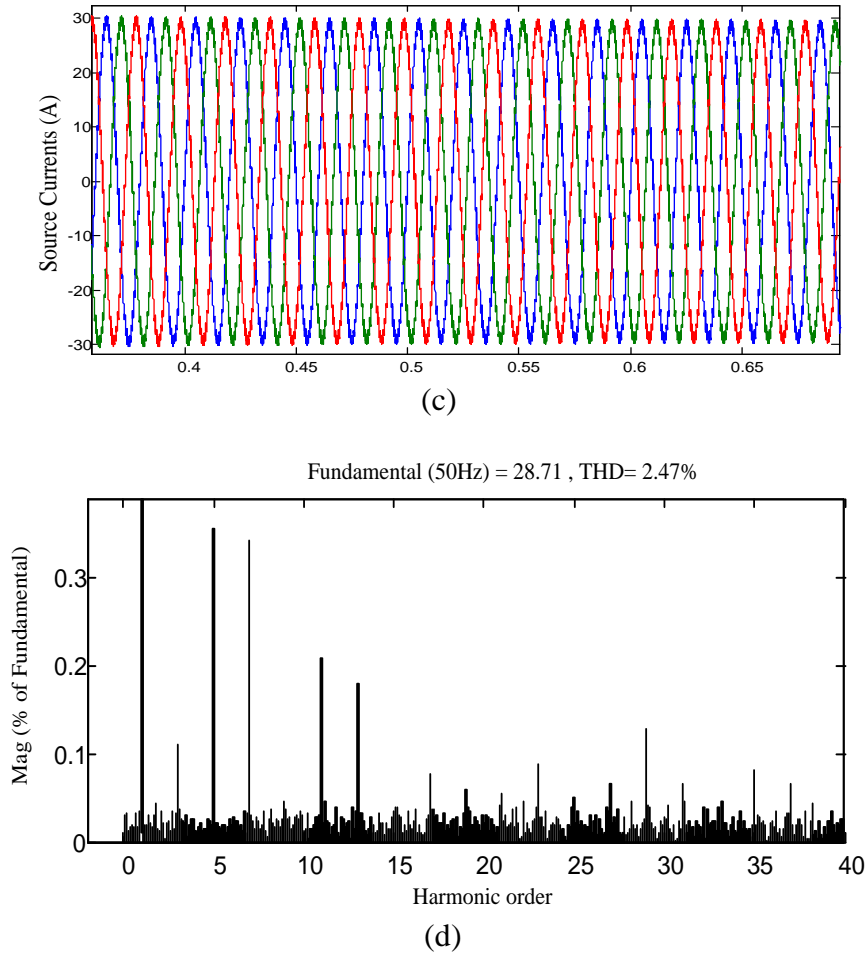 30
20
10
0
-10
-20
-30
Source Currents (A)
0.4 0.45 0.5 0.55 0.6 0.65
(c)
Fundamental (50Hz) = 28.71 , THD= 2.47%
0.3
0.2
0.1
0
Mag (% of Fundamental)
0 5 10 15 20 25 30 35 40
Harmonic order
(d)